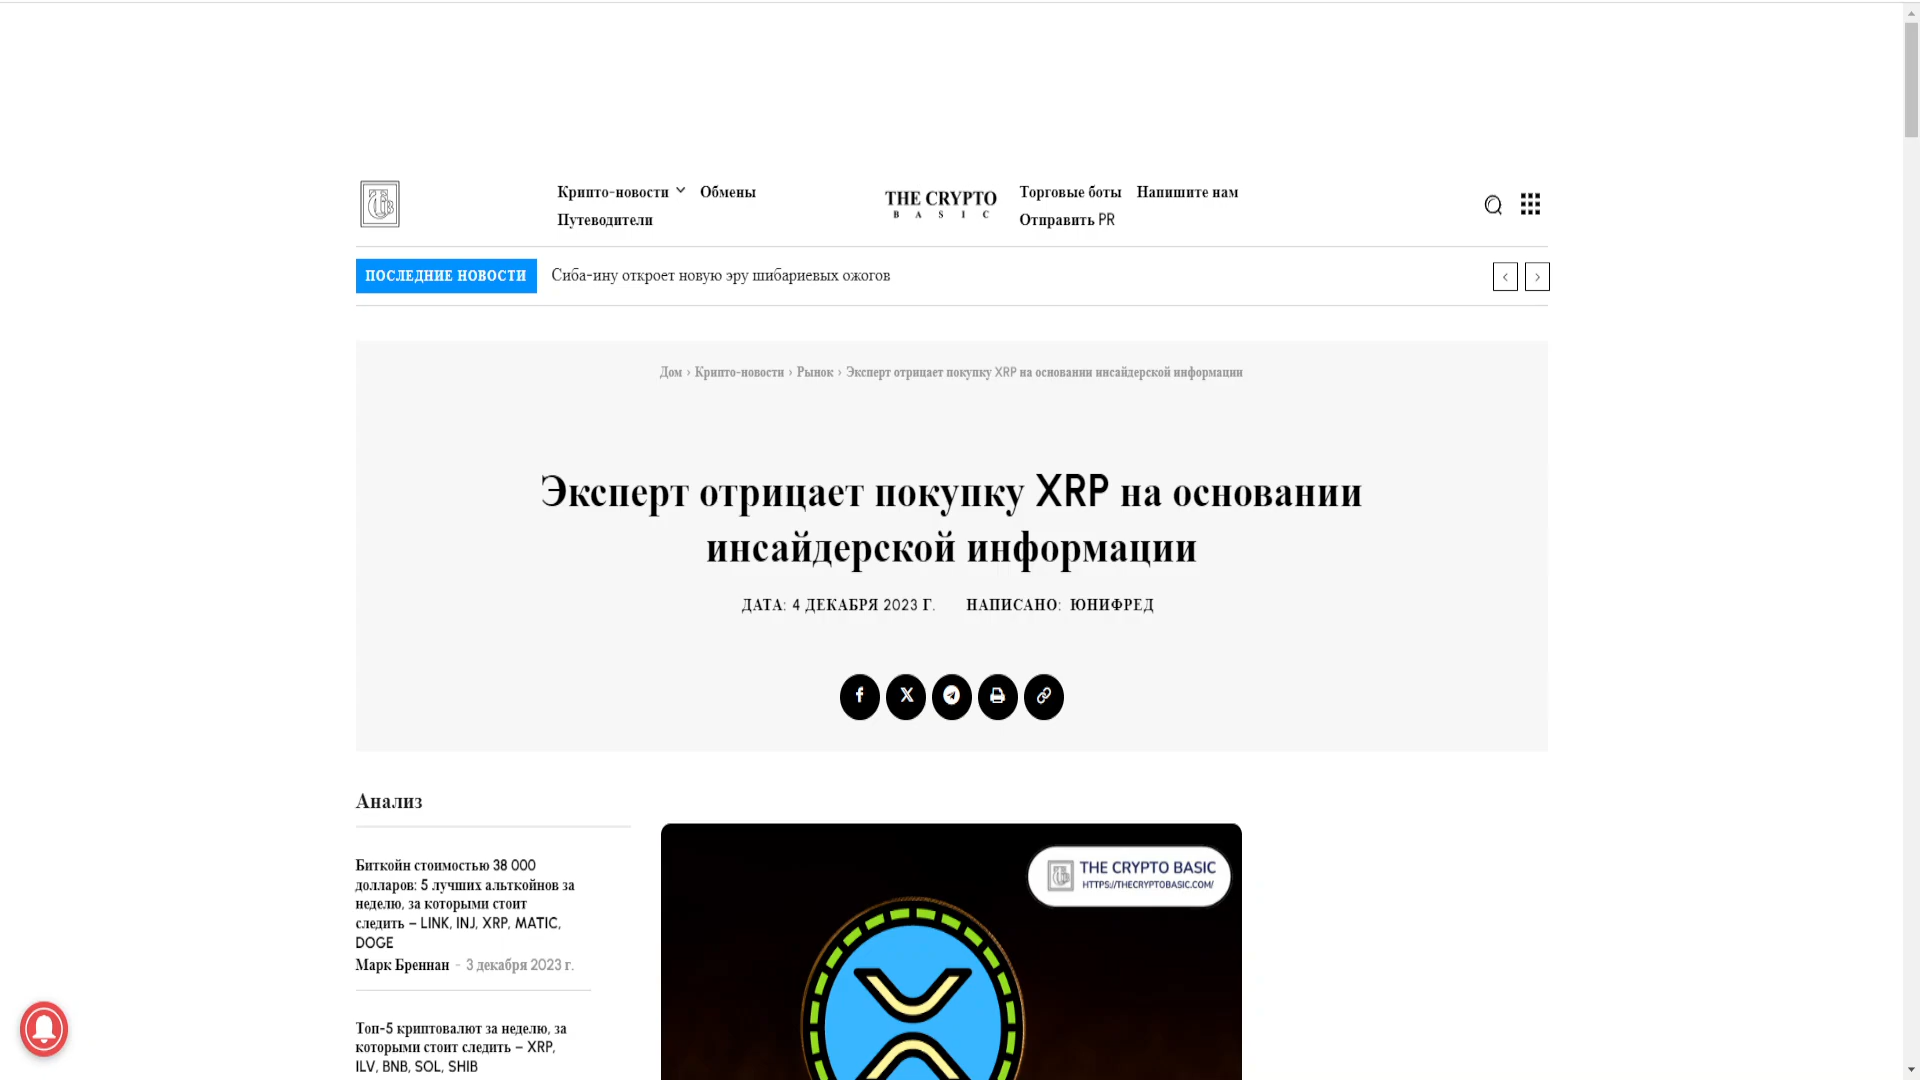 Крипто-новости
Обмены
Путеводители
THE CRYPTO
BASIC
Торговые боты
Напишите нам
Отправить PR
ПОСЛЕДНИЕ НОВОСТИ
Сиба-ину откроет новую эру шибариевых ожогов
Дом › Крипто-новости › Рынок › Эксперт отрицает покупку XRP на основании инсайдерской информации
Эксперт отрицает покупку XRP на основании
инсайдерской информации
ДАТА: 4 ДЕКАБРЯ 2023 Г.
НАПИСАНО: ЮНИФРЕД
Анализ
Биткойн стоимостью 38 000
долларов: 5 лучших альткойнов за
неделю, за которыми стоит
следить – LINK, INJ, XRP, MATIC,
DOGE
Марк Бреннан - 3 декабря 2023 г.
Топ-5 криптовалют за неделю, за
которыми стоит следить – XRP,
ILV, BNB, SOL, SHIB
THE CRYPTO BASIC
HTTPS://THECRYPTOBASIC.COM/